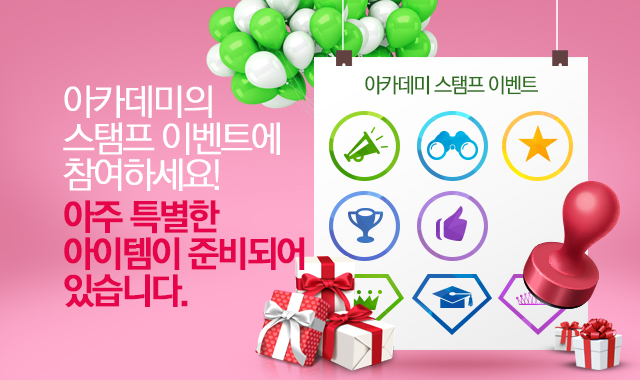 아카데미의
스탬프 이벤트에
참여하세요!
아주 특별한
아이템이 준비되어
있습니다.
아카데미 스탬프 이벤트